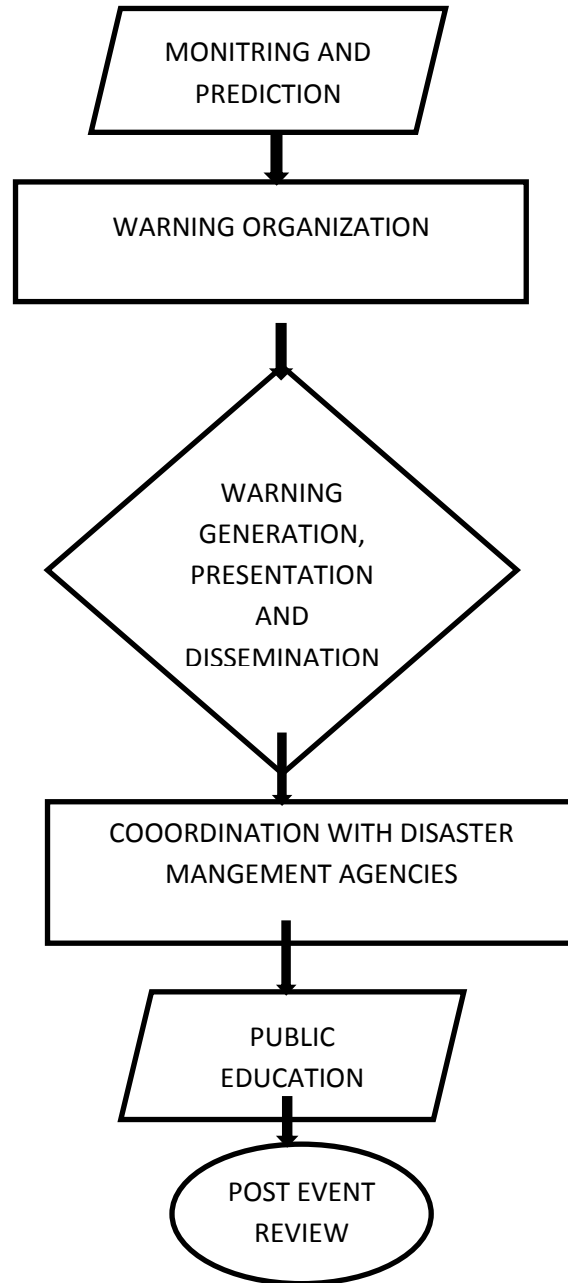 MONITRING AND
PREDICTION
WARNING ORGANIZATION
WARNING
GENERATION,
PRESENTATION
AND
DISSEMINATION
COOORDINATION WITH DISASTER
MANGEMENT AGENCIES
PUBLIC
EDUCATION
POST EVENT
REVIEW